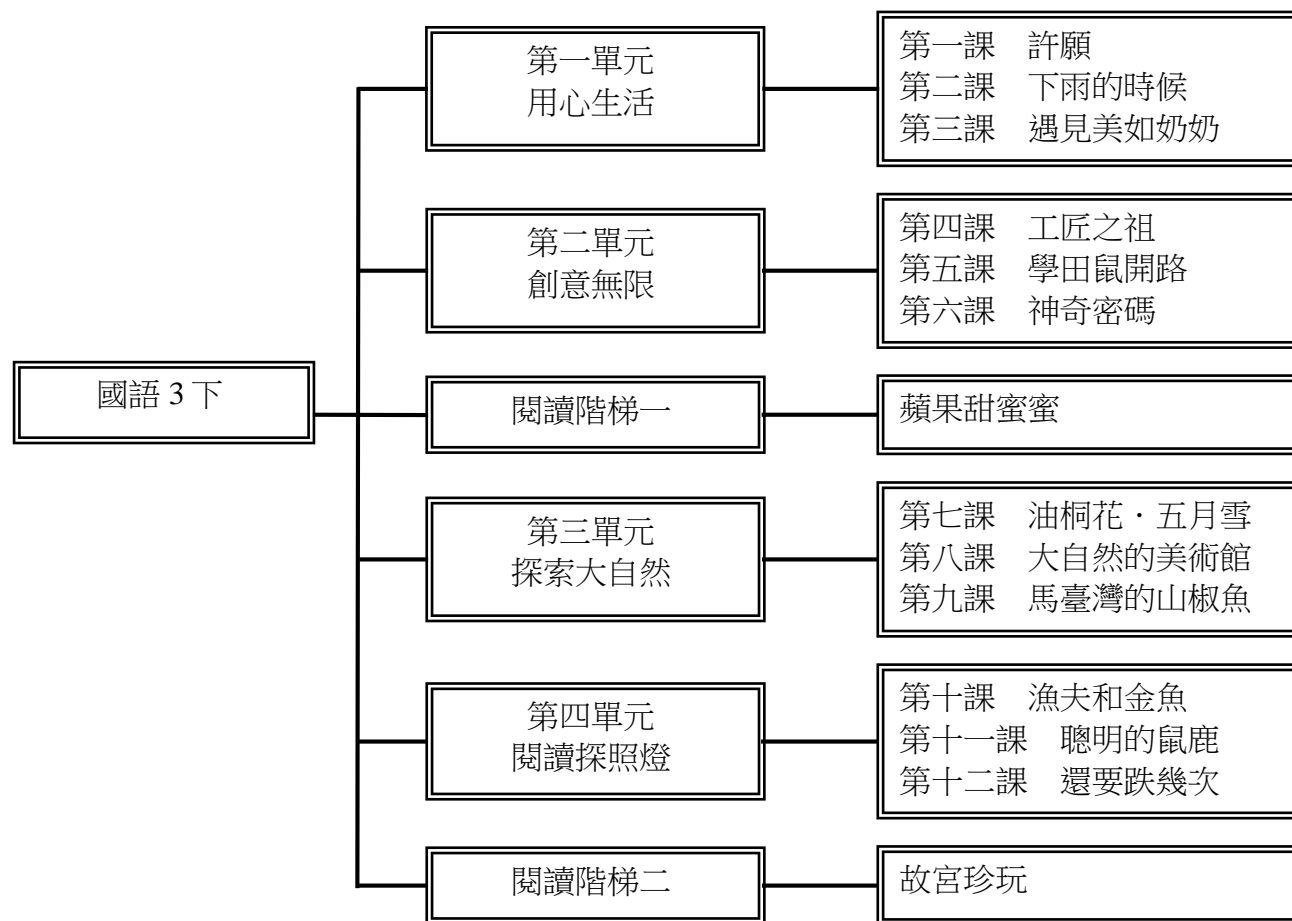 國語 3 下
第一單元
用心生活
第一課　許願
第二課　下雨的時候
第三課　遇見美如奶奶
第二單元
創意無限
第四課　工匠之祖
第五課　學田鼠開路
第六課　神奇密碼
閱讀階梯一
蘋果甜蜜蜜
第三單元
探索大自然
第七課　油桐花．五月雪
第八課　大自然的美術館
第九課　馬臺灣的山椒魚
第四單元
閱讀探照燈
第十課　漁夫和金魚
第十一課　聰明的鼠鹿
第十二課　還要跌幾次
閱讀階梯二
故宮珍玩